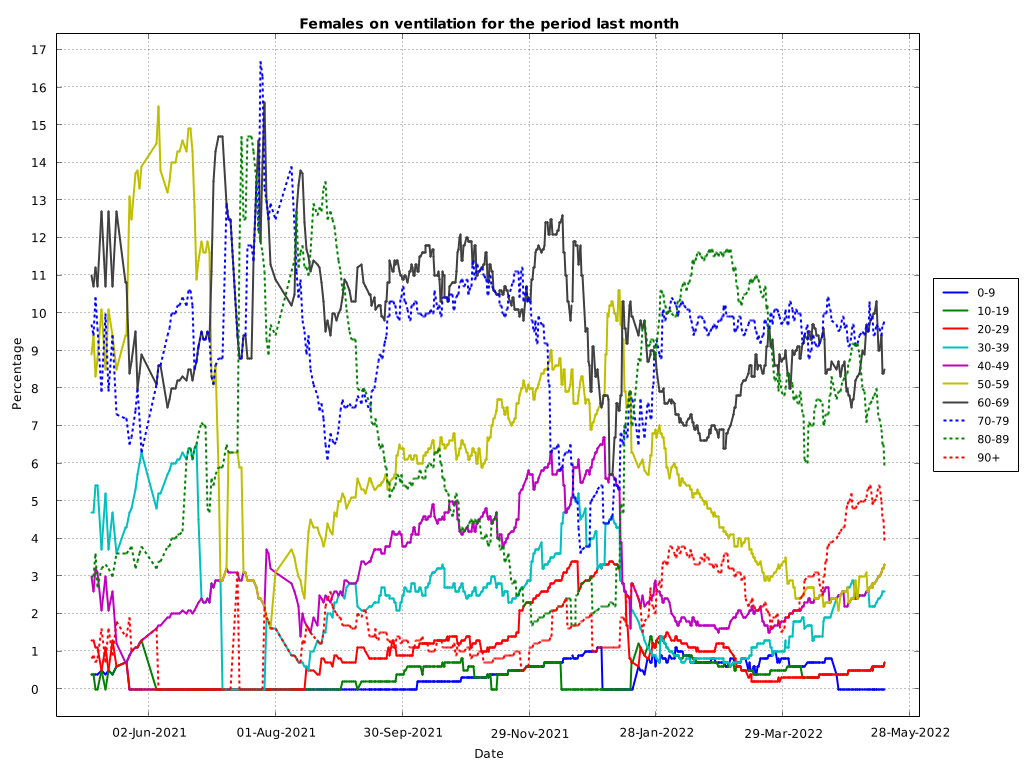 Females on ventilation for the period last month
17
16
15
14
13
12
11
10
9
8
7
6
5
4
3
2
1
0
Percentage
02-Jun-2021
01-Aug-2021
30-Sep-2021
29-Nov-2021
28-Jan-2022
29-Mar-2022
28-May-2022
Date
0-9
10-19
20-29
30-39
40-49
50-59
60-69
70-79
80-89
90+